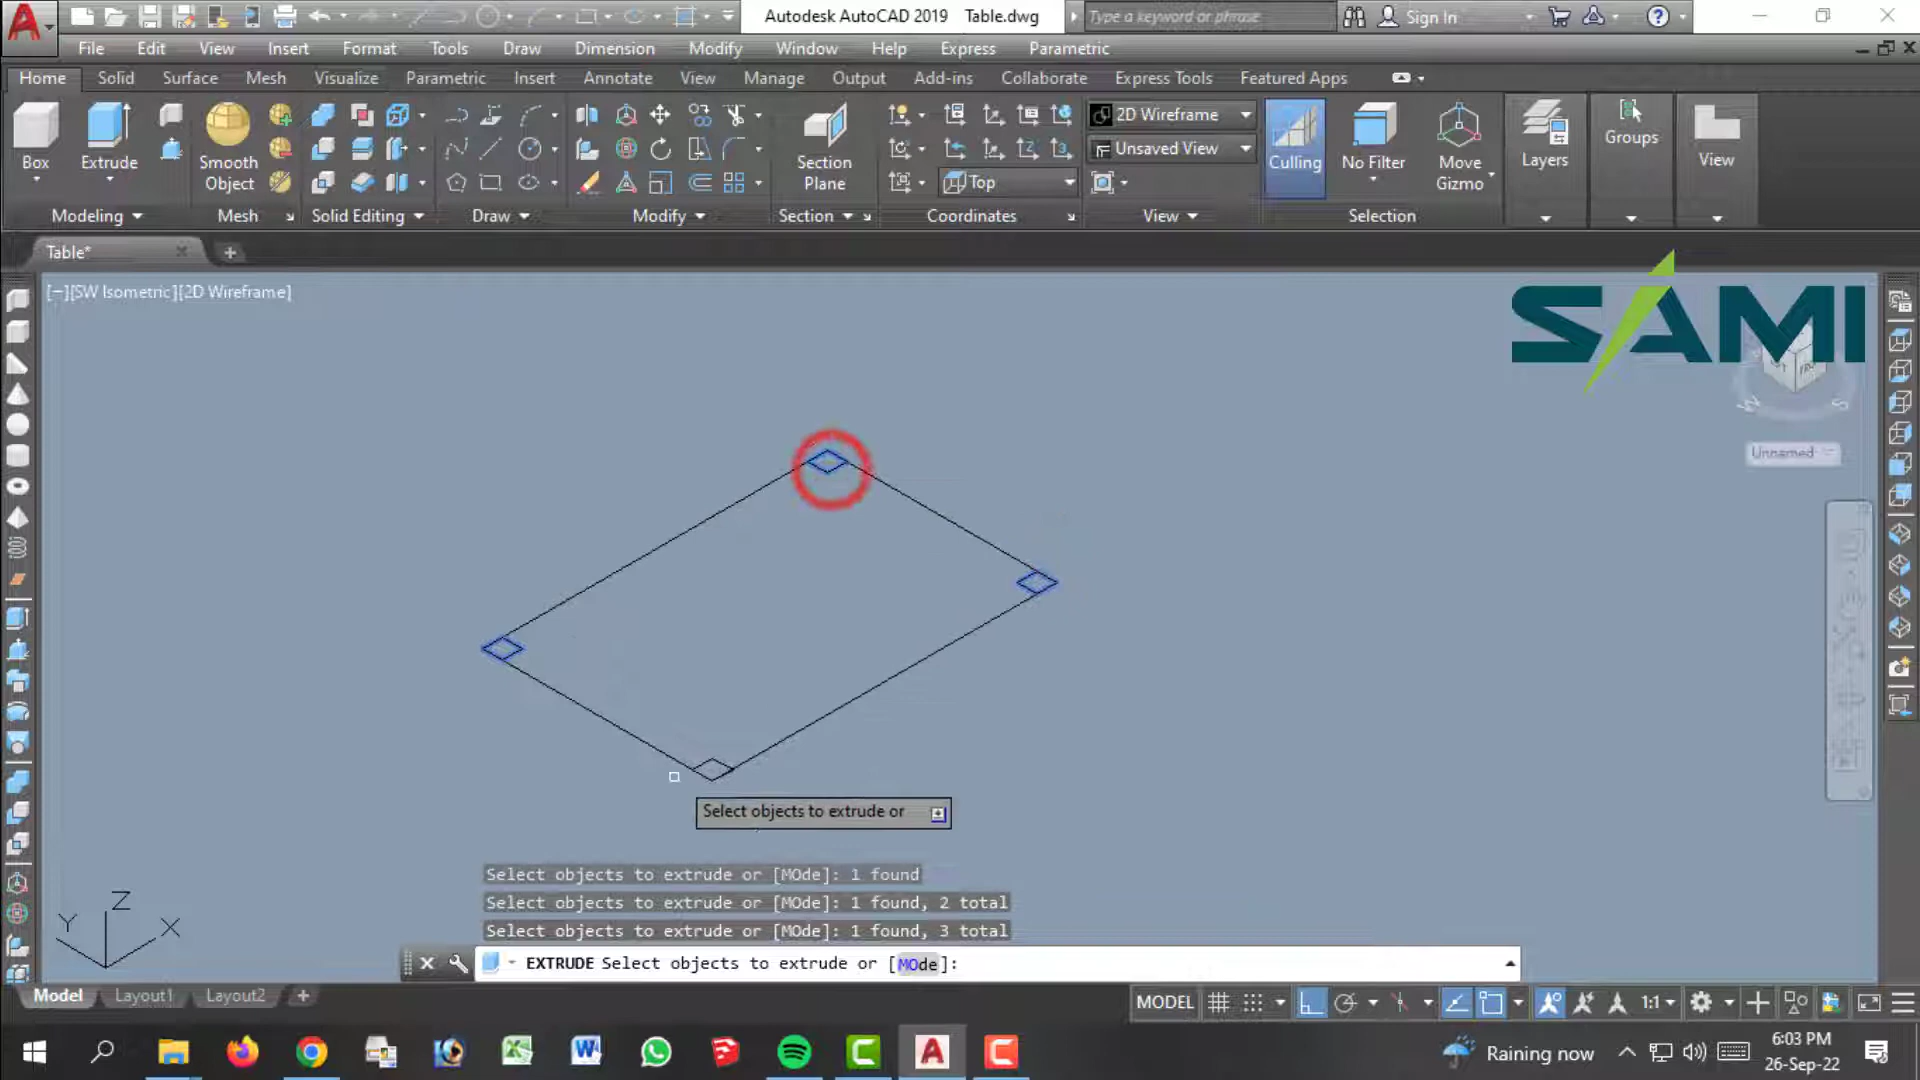 Autodesk AutoCAD 2019 Table.dwg
Type a keyword or phrase
Sign In
File Edit View Insert Format Tools Draw Dimension Modify Window Help Express Parametric
Home Solid Surface Mesh Visualize Parametric Insert Annotate View Manage Output Add-ins Collaborate Express Tools Featured Apps
Box
Extrude
Smooth
Object
Section
Plane
2D Wireframe
Unsaved View
Top
Culling
No Filter
Move
Gizmo
Layers
Groups
View
Modeling Mesh Solid Editing Draw Modify Section Coordinates View Selection
Table*
[−][SW Isometric][2D Wireframe]
SAMI
W
S
Unnamed
Select objects to extrude or
Select objects to extrude or [MOde]: 1 found
Select objects to extrude or [MOde]: 1 found, 2 total
Select objects to extrude or [MOde]: 1 found, 3 total
Z
Y
X
EXTRUDE Select objects to extrude or [MOde]:
Model Layout1 Layout2
MODEL
1:1
Raining now
6:03 PM
26-Sep-22